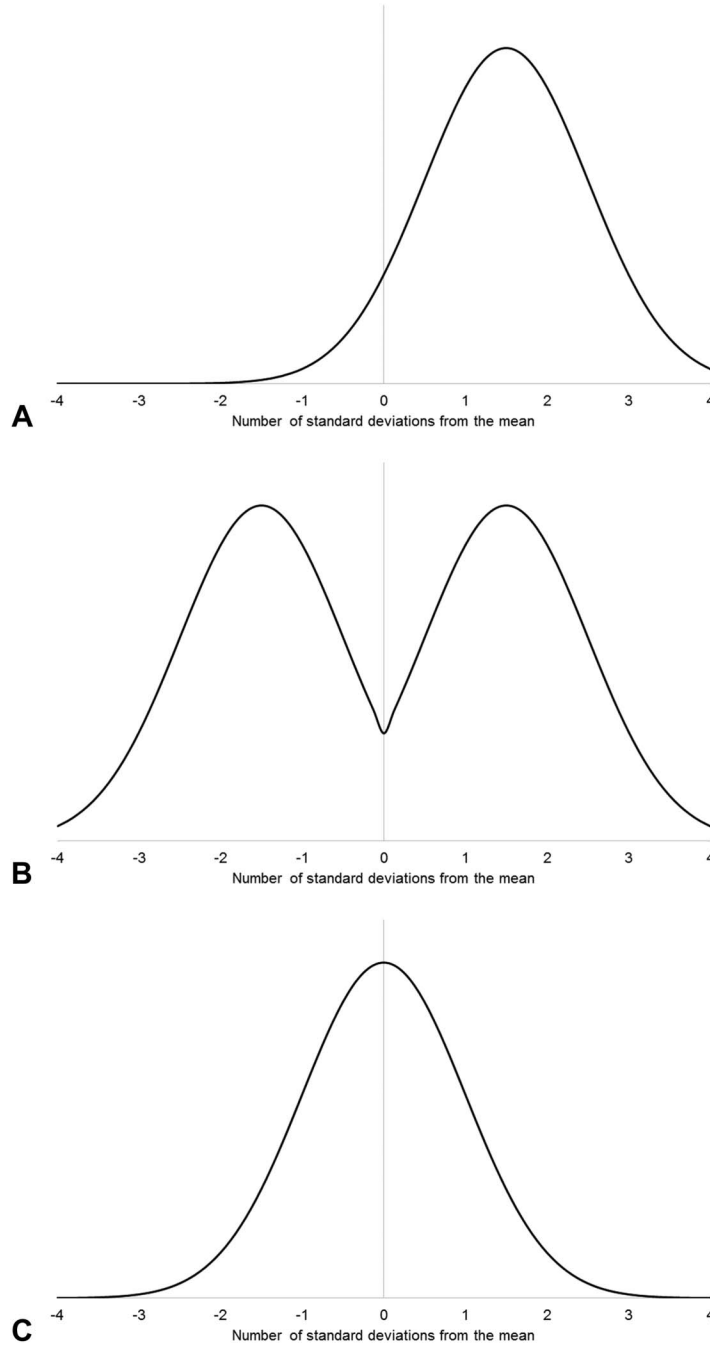 -4 -3 -2 -1 0 1 2 3 4
A Number of standard deviations from the mean
-4 -3 -2 -1 0 1 2 3 4
B Number of standard deviations from the mean
-4 -3 -2 -1 0 1 2 3 4
C Number of standard deviations from the mean